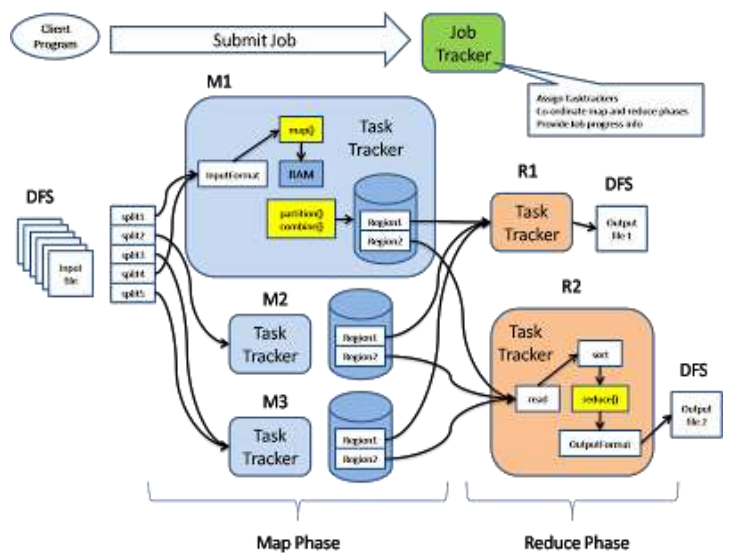 Client
Program
Submit Job
Job
Tracker
Assign Tasktrackers
Co-ordinate map and reduce phases
Provide Job progress info
M1
map()
Task
Tracker
InputFormat
RAM
partition()
combine()
Region1
Region2
DFS
Input
file
split1
split2
split3
split4
split5
M2
Task
Tracker
Region1
Region2
M3
Task
Tracker
Region1
Region2
R1
Task
Tracker
DFS
Output
file 1
R2
Task
Tracker
sort
read
reduce()
OutputFormat
DFS
Output
file 2
Map Phase
Reduce Phase